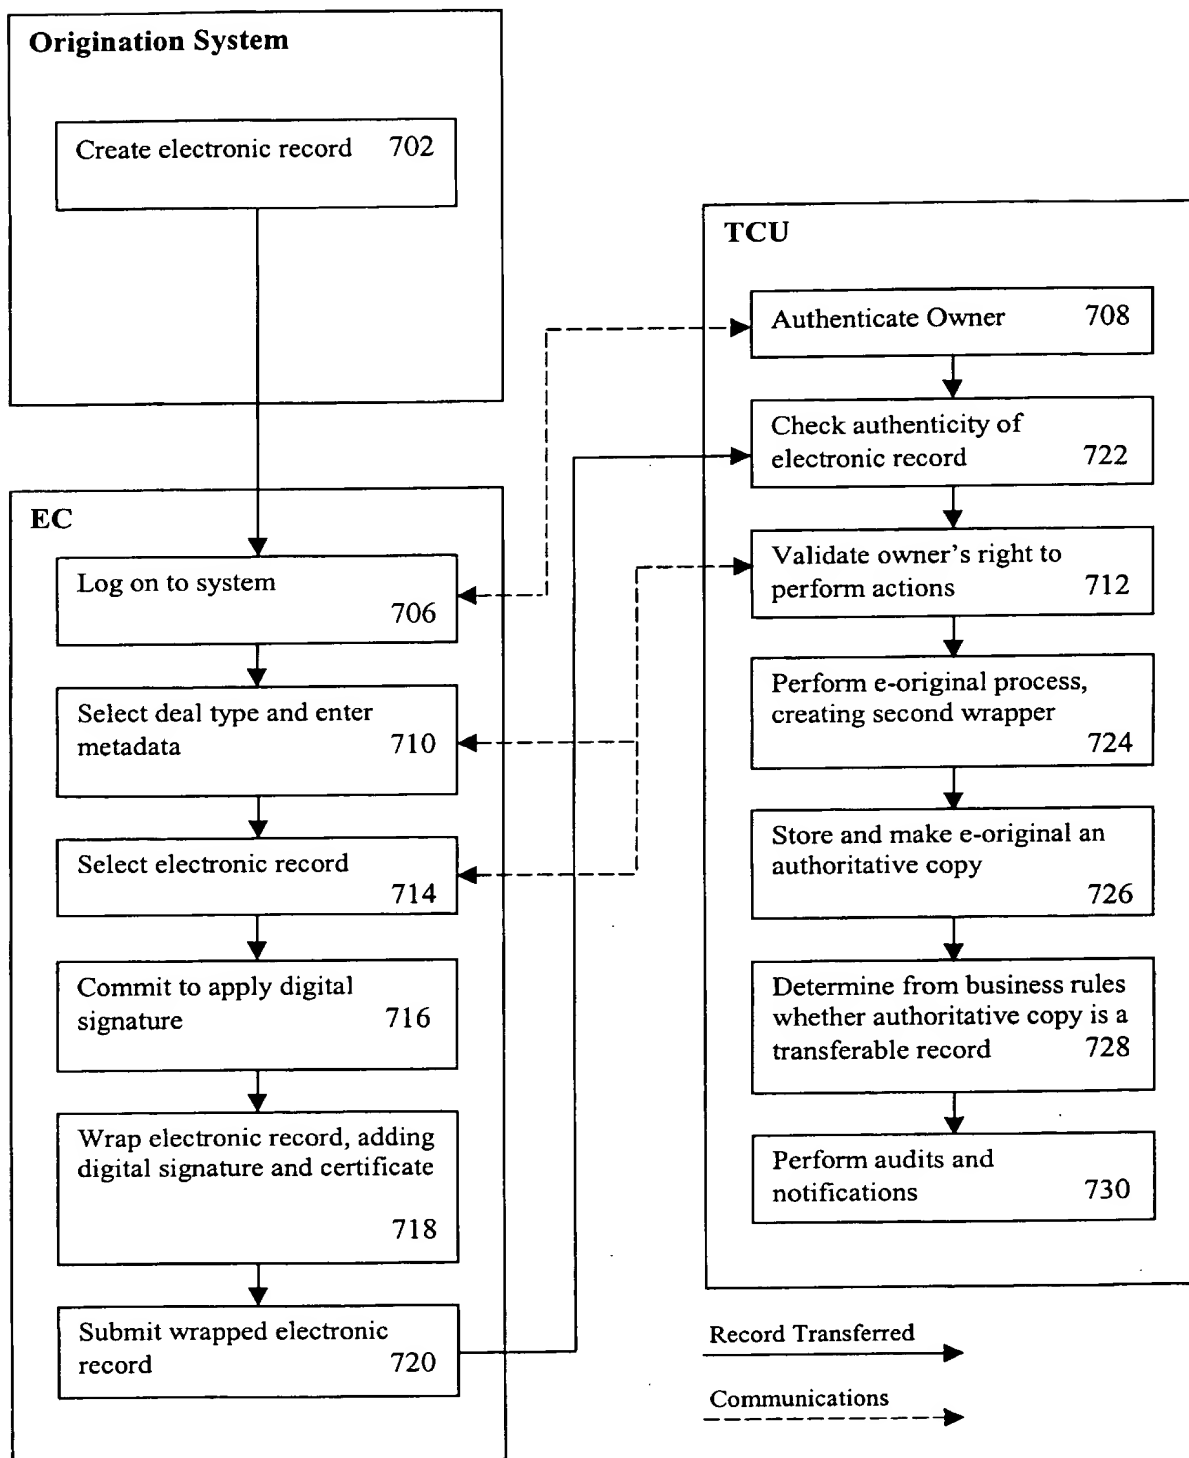 Origination System
Create electronic record 702
EC
Log on to system
706
Select deal type and enter
metadata 710
Select electronic record
714
Commit to apply digital
signature 716
Wrap electronic record, adding
digital signature and certificate
718
Submit wrapped electronic
record 720
TCU
Authenticate Owner 708
Check authenticity of
electronic record 722
Validate owner's right to
perform actions 712
Perform e-original process,
creating second wrapper
724
Store and make e-original an
authoritative copy
726
Determine from business rules
whether authoritative copy is a
transferable record 728
Perform audits and
notifications 730
Record Transferred
Communications